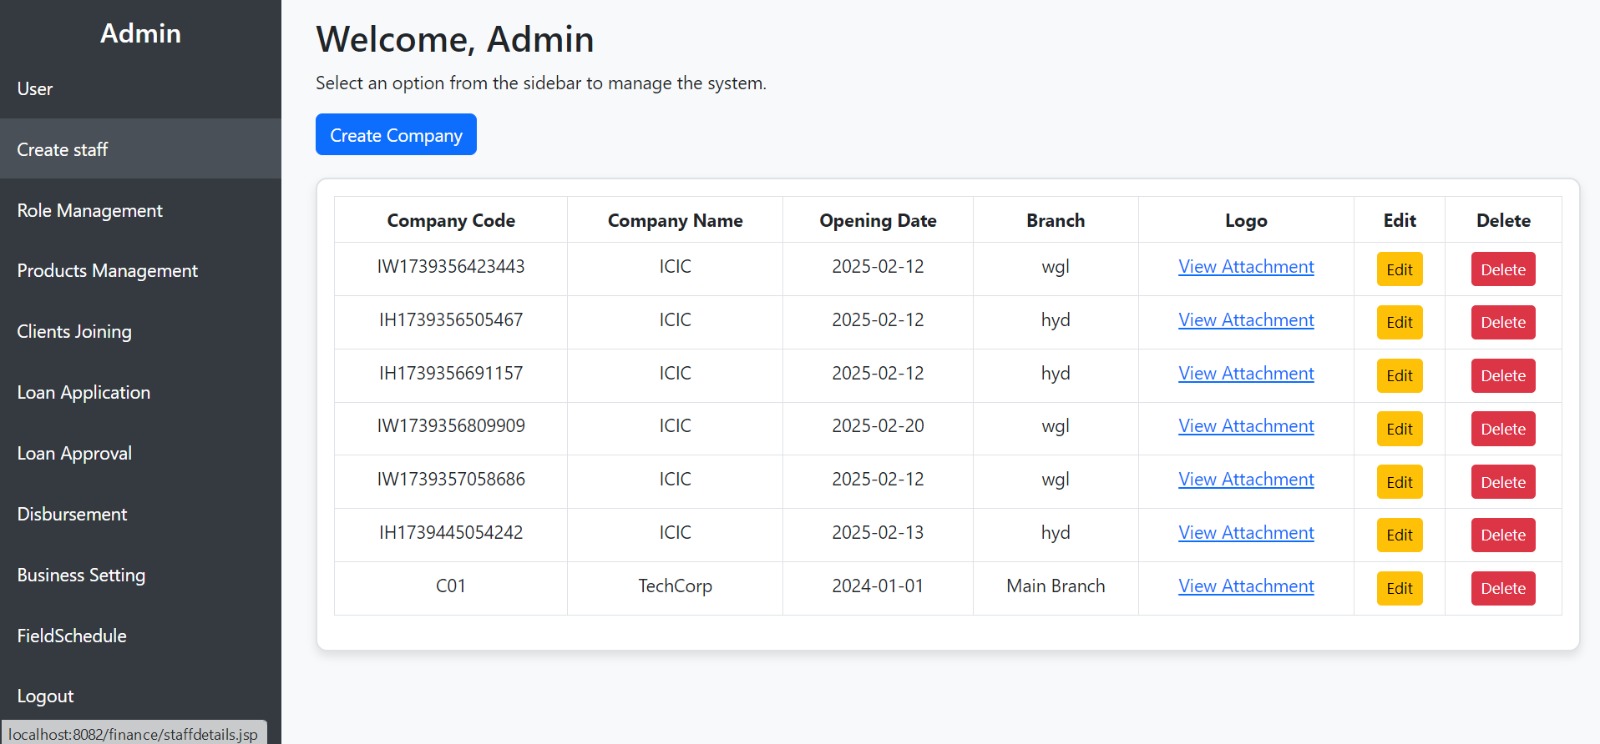 Admin
User
Create staff
Role Management
Products Management
Clients Joining
Loan Application
Loan Approval
Disbursement
Business Setting
FieldSchedule
Logout
localhost:8082/finance/staffdetails.jsp
Welcome, Admin
Select an option from the sidebar to manage the system.
Create Company
Company Code Company Name Opening Date Branch Logo Edit Delete
IW1739356423443 ICIC 2025-02-12 wgl View Attachment Edit Delete
IH1739356505467 ICIC 2025-02-12 hyd View Attachment Edit Delete
IH1739356691157 ICIC 2025-02-12 hyd View Attachment Edit Delete
IW1739356809909 ICIC 2025-02-20 wgl View Attachment Edit Delete
IW1739357058686 ICIC 2025-02-12 wgl View Attachment Edit Delete
IH1739445054242 ICIC 2025-02-13 hyd View Attachment Edit Delete
C01 TechCorp 2024-01-01 Main Branch View Attachment Edit Delete